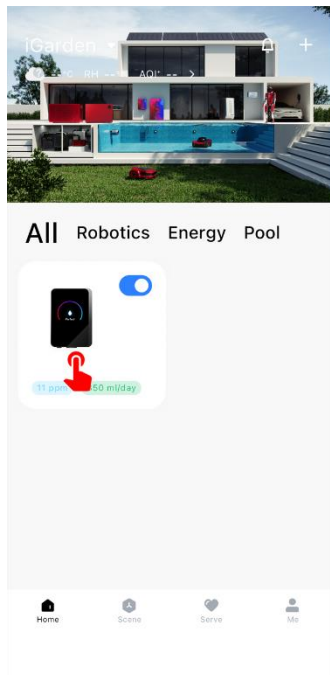 iGarden
--°C RH --% AQI: -- >
All Robotics Energy Pool
11 ppm 50 ml/day
Home Scene Serve Me